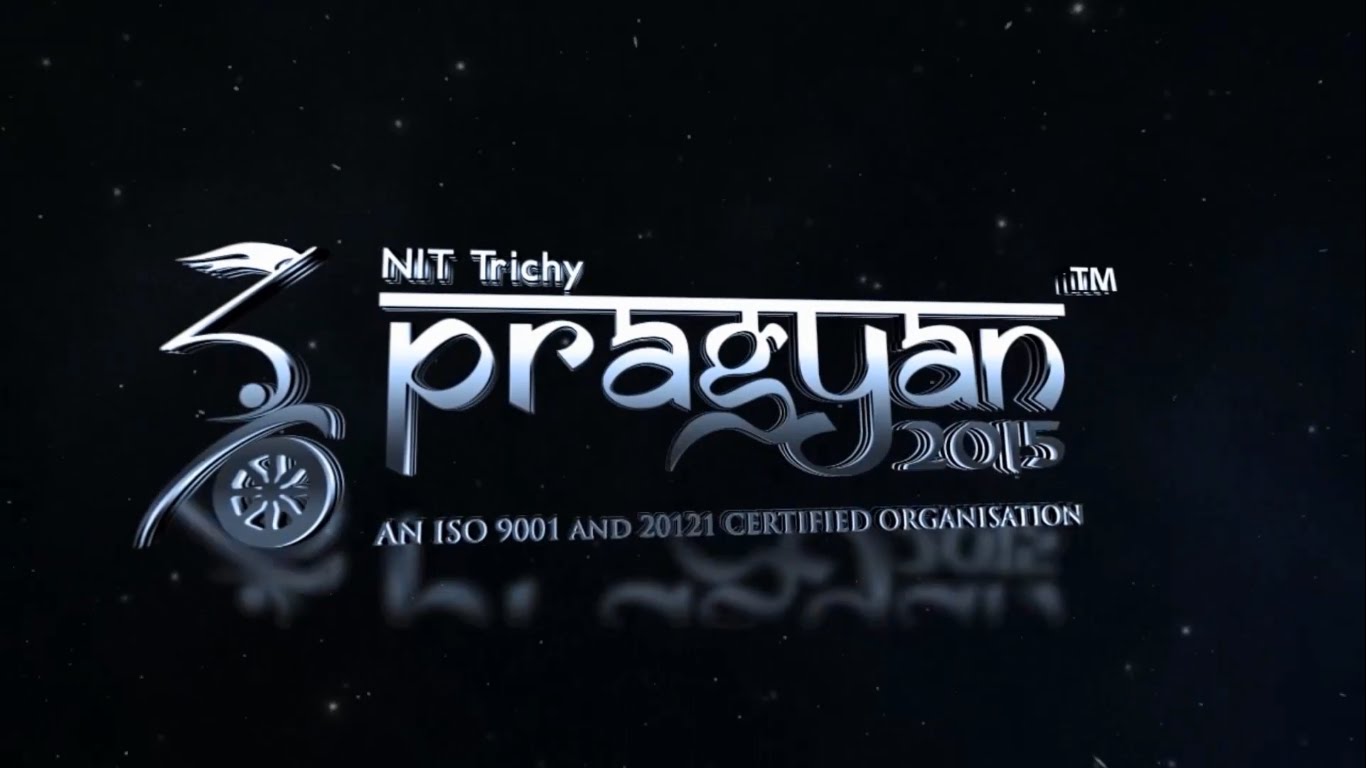 NIT Trichy
pragyan ™
2015
AN ISO 9001 AND 20121 CERTIFIED ORGANISATION